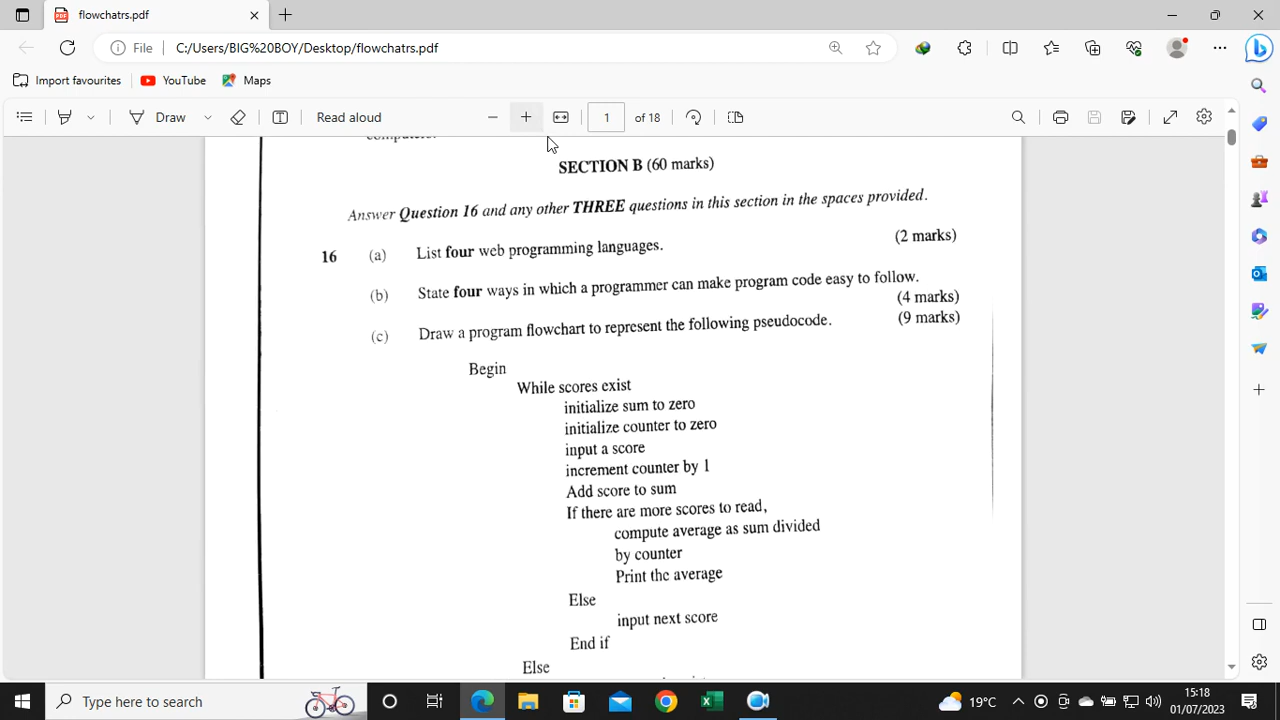 flowchatrs.pdf
File
C:/Users/BIG%20BOY/Desktop/flowchatrs.pdf
Import favourites
YouTube
Maps
Draw
Read aloud
1
of 18
SECTION B (60 marks)
Answer Question 16 and any other THREE questions in this section in the spaces provided.
16 (a) List four web programming languages. (2 marks)
(b) State four ways in which a programmer can make program code easy to follow.
(4 marks)
(c) Draw a program flowchart to represent the following pseudocode. (9 marks)
Begin
While scores exist
initialize sum to zero
initialize counter to zero
input a score
increment counter by 1
Add score to sum
If there are more scores to read,
compute average as sum divided
by counter
Print the average
Else
input next score
End if
Else
Type here to search
19°C
15:18
01/07/2023